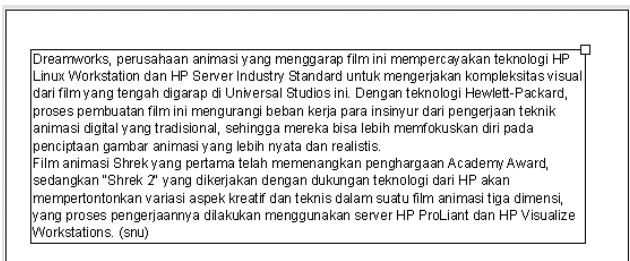 Dreamworks, perusahaan animasi yang menggarap film ini mempercayakan teknologi HP
Linux Workstation dan HP Server Industry Standard untuk mengerjakan kompleksitas visual
dari film yang tengah digarap di Universal Studios ini. Dengan teknologi Hewlett-Packard,
proses pembuatan film ini mengurangi beban kerja para insinyur dari pengerjaan teknik
animasi digital yang tradisional, sehingga mereka bisa lebih memfokuskan diri pada
penciptaan gambar animasi yang lebih nyata dan realistis.
Film animasi Shrek yang pertama telah memenangkan penghargaan Academy Award,
sedangkan "Shrek 2" yang dikerjakan dengan dukungan teknologi dari HP akan
mempertontonkan variasi aspek kreatif dan teknis dalam suatu film animasi tiga dimensi,
yang proses pengerjaannya dilakukan menggunakan server HP ProLiant dan HP Visualize
Workstations. (snu)